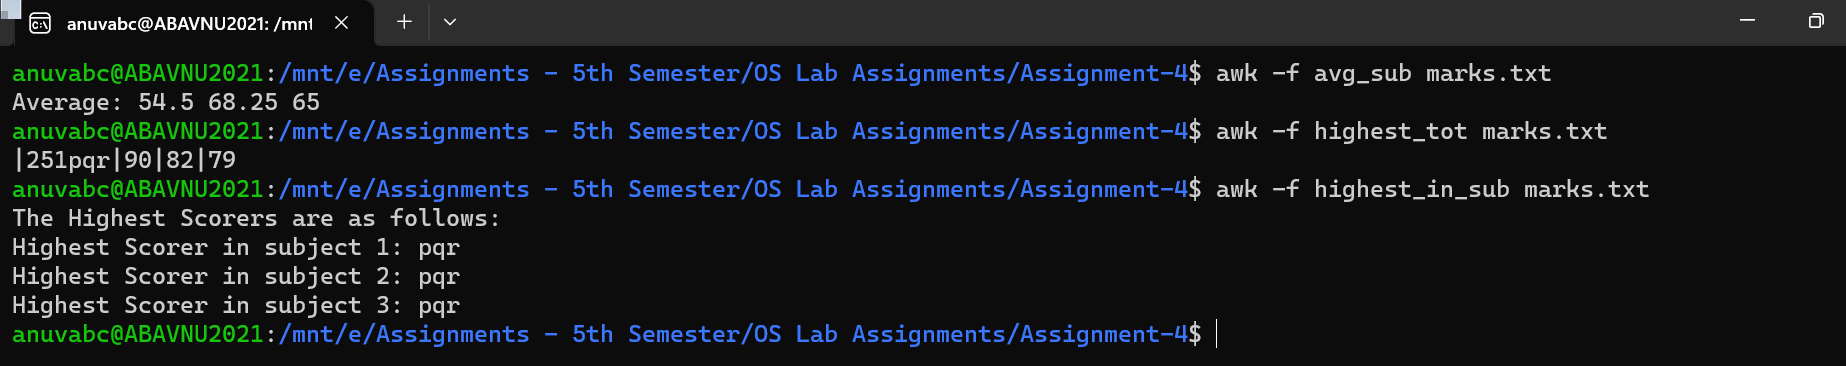 anuvabc@ABAVNU2021: /mnt
anuvabc@ABAVNU2021:/mnt/e/Assignments - 5th Semester/OS Lab Assignments/Assignment-4$ awk -f avg_sub marks.txt
Average: 54.5 68.25 65
anuvabc@ABAVNU2021:/mnt/e/Assignments - 5th Semester/OS Lab Assignments/Assignment-4$ awk -f highest_tot marks.txt
|251pqr|90|82|79
anuvabc@ABAVNU2021:/mnt/e/Assignments - 5th Semester/OS Lab Assignments/Assignment-4$ awk -f highest_in_sub marks.txt
The Highest Scorers are as follows:
Highest Scorer in subject 1: pqr
Highest Scorer in subject 2: pqr
Highest Scorer in subject 3: pqr
anuvabc@ABAVNU2021:/mnt/e/Assignments - 5th Semester/OS Lab Assignments/Assignment-4$